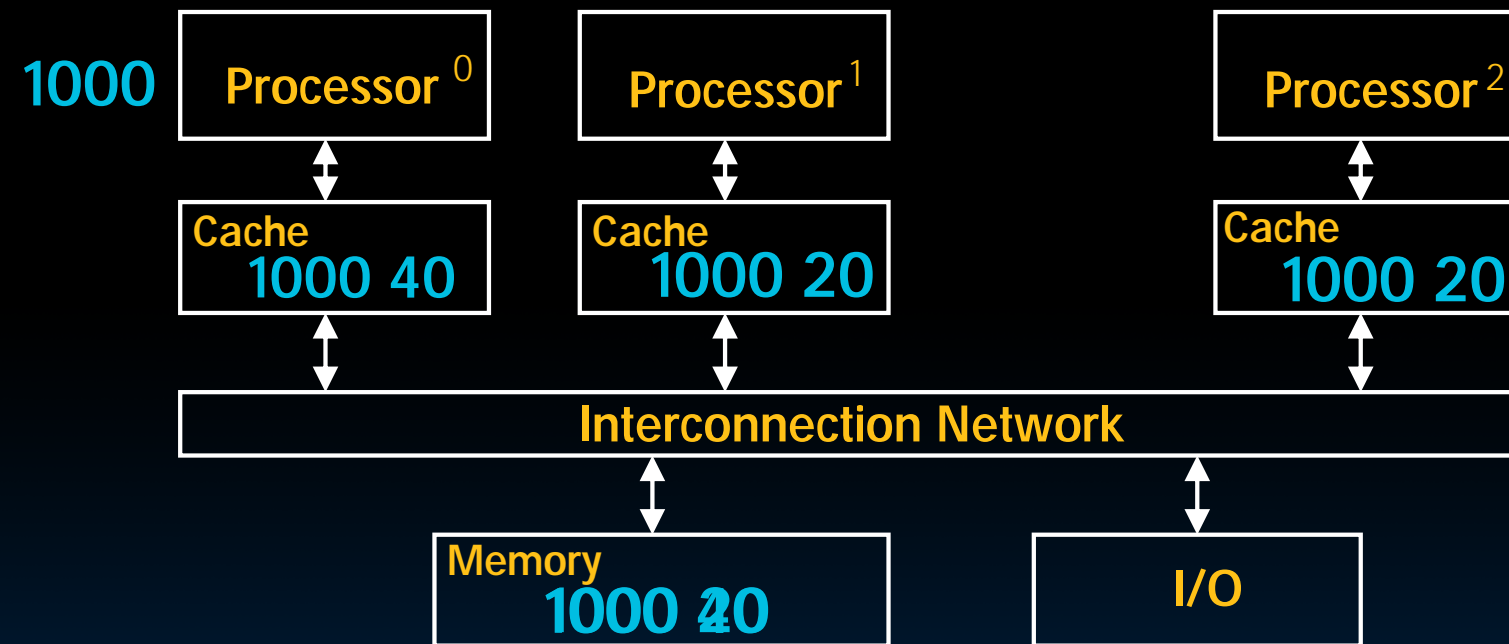 1000
Processor 0
Processor 1
Processor 2
Cache
1000 40
Cache
1000 20
Cache
1000 20
Interconnection Network
Memory
1000
I/O